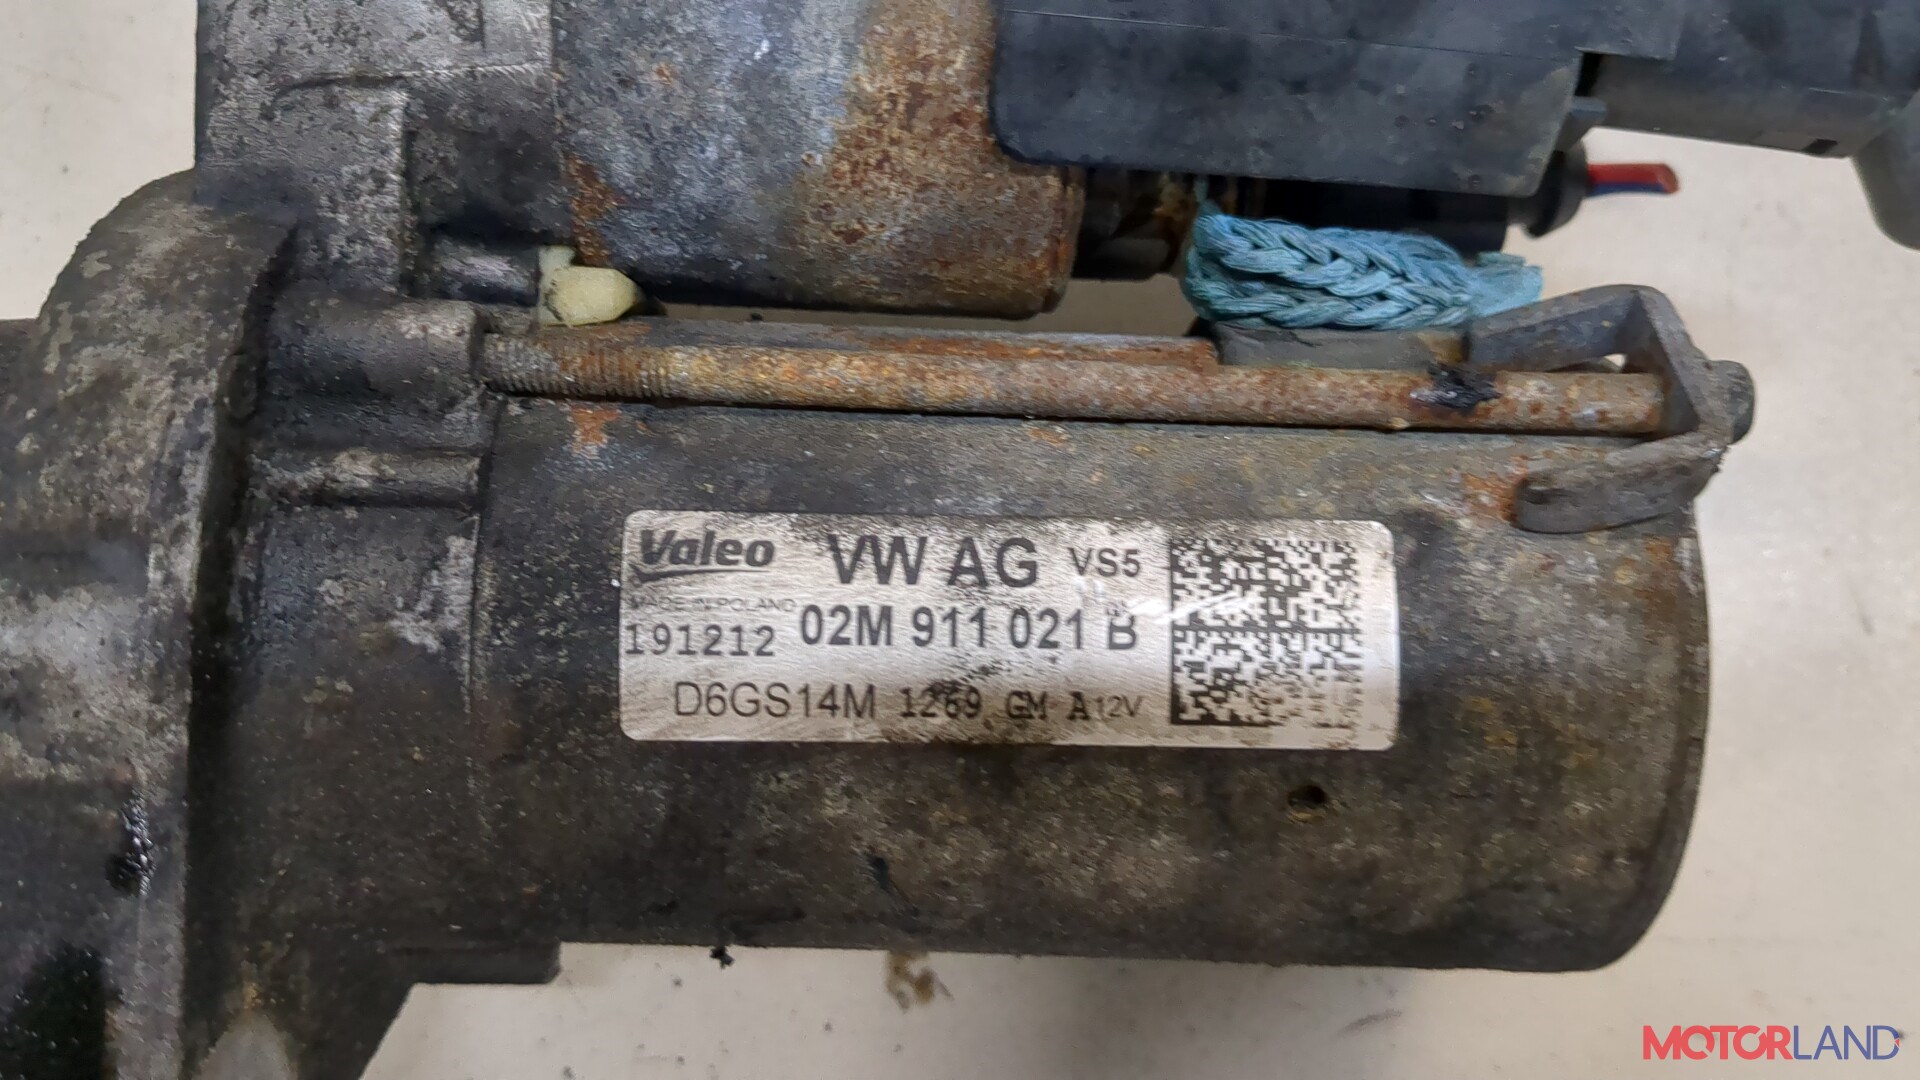 Valeo VW AG VS5
MADE IN POLAND
191212 02M 911 021 B
D6GS14M 1269 GM A 12V
MOTORLAND